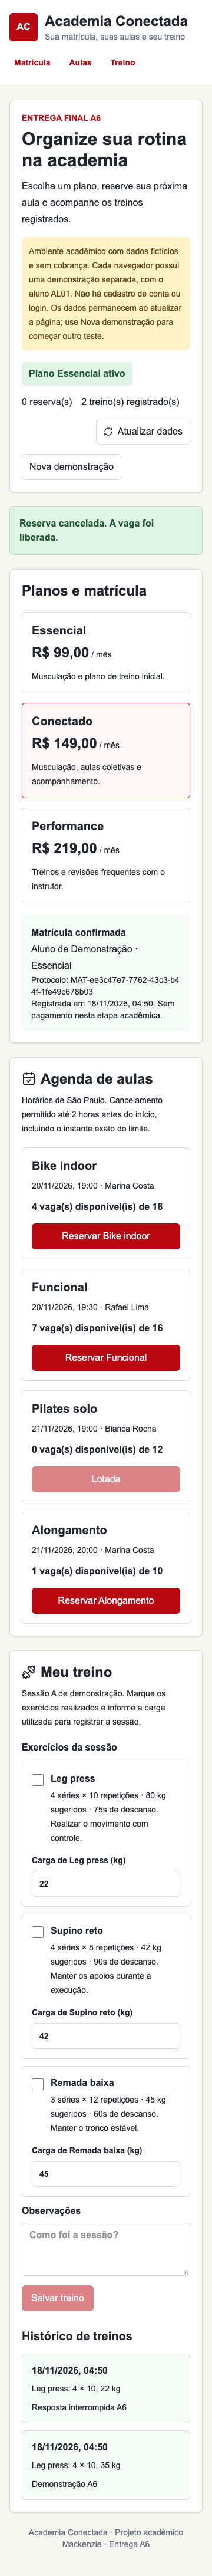 AC
Academia Conectada
Sua matrícula, suas aulas e seu treino
Matrícula Aulas Treino
ENTREGA FINAL A6
Organize sua rotina
na academia
Escolha um plano, reserve sua próxima
aula e acompanhe os treinos
registrados.
Ambiente acadêmico com dados fictícios
e sem cobrança. Cada navegador possui
uma demonstração separada, com o
aluno AL01. Não há cadastro de conta ou
login. Os dados permanecem ao atualizar
a página; use Nova demonstração para
começar outro teste.
Plano Essencial ativo
0 reserva(s) 2 treino(s) registrado(s)
Atualizar dados
Nova demonstração
Reserva cancelada. A vaga foi
liberada.
Planos e matrícula
Essencial
R$ 99,00 / mês
Musculação e plano de treino inicial.
Conectado
R$ 149,00 / mês
Musculação, aulas coletivas e
acompanhamento.
Performance
R$ 219,00 / mês
Treinos e revisões frequentes com o
instrutor.
Matrícula confirmada
Aluno de Demonstração ·
Essencial
Protocolo: MAT-ee3c47e7-7762-43c3-b4
4f-1fe49c678b03
Registrada em 18/11/2026, 04:50. Sem
pagamento nesta etapa acadêmica.
Agenda de aulas
Horários de São Paulo. Cancelamento
permitido até 2 horas antes do início,
incluindo o instante exato do limite.
Bike indoor
20/11/2026, 19:00 · Marina Costa
4 vaga(s) disponível(is) de 18
Reservar Bike indoor
Funcional
20/11/2026, 19:30 · Rafael Lima
7 vaga(s) disponível(is) de 16
Reservar Funcional
Pilates solo
21/11/2026, 19:00 · Bianca Rocha
0 vaga(s) disponível(is) de 12
Lotada
Alongamento
21/11/2026, 20:00 · Marina Costa
1 vaga(s) disponível(is) de 10
Reservar Alongamento
Meu treino
Sessão A de demonstração. Marque os
exercícios realizados e informe a carga
utilizada para registrar a sessão.
Exercícios da sessão
Leg press
4 séries × 10 repetições · 80 kg
sugeridos · 75s de descanso.
Realizar o movimento com
controle.
Carga de Leg press (kg)
22
Supino reto
4 séries × 8 repetições · 42 kg
sugeridos · 90s de descanso.
Manter os apoios durante a
execução.
Carga de Supino reto (kg)
42
Remada baixa
3 séries × 12 repetições · 45 kg
sugeridos · 60s de descanso.
Manter o tronco estável.
Carga de Remada baixa (kg)
45
Observações
Como foi a sessão?
Salvar treino
Histórico de treinos
18/11/2026, 04:50
Leg press: 4 × 10, 22 kg
Resposta interrompida A6
18/11/2026, 04:50
Leg press: 4 × 10, 35 kg
Demonstração A6
Academia Conectada · Projeto acadêmico
Mackenzie · Entrega A6